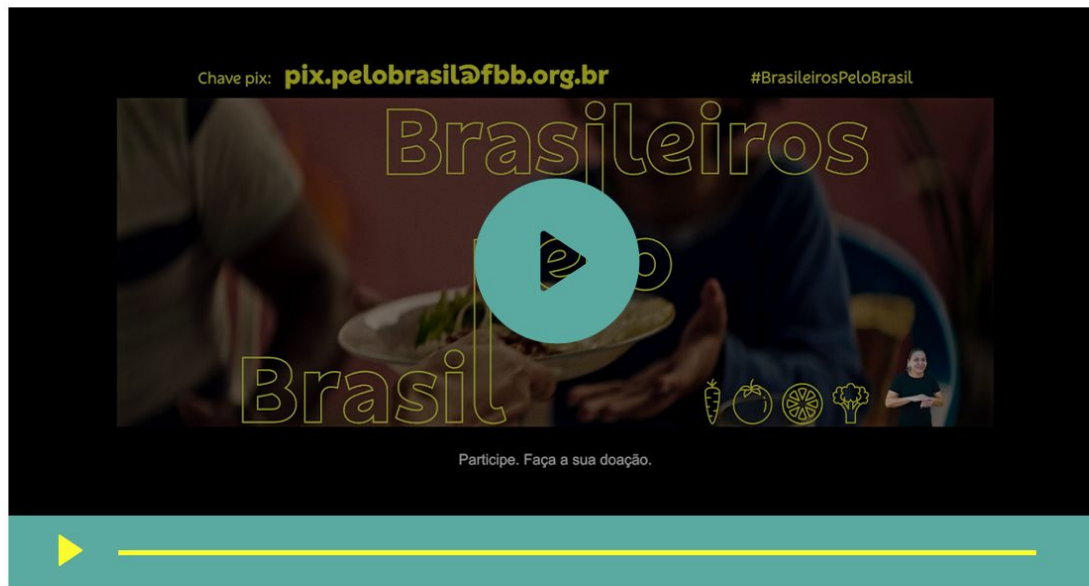 Chave pix: pix.pelobrasil@fbb.org.br #BrasileirosPeloBrasil
Brasileiros
pelo
Brasil
Participe. Faça a sua doação.